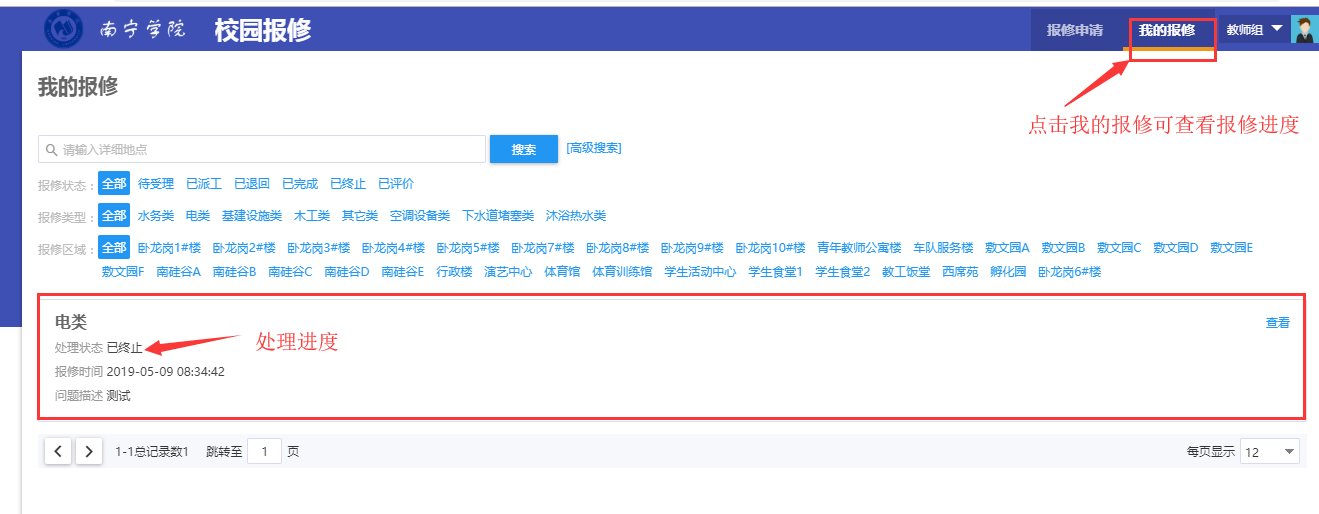 南宁学院 校园报修 报修申请 我的报修 教师组
我的报修
点击我的报修可查看报修进度
请输入详细地点 搜索 [高级搜索]
报修状态： 全部 待受理 已派工 已退回 已完成 已终止 已评价
报修类型： 全部 水务类 电类 基建设施类 木工类 其它类 空调设备类 下水道堵塞类 沐浴热水类
报修区域： 全部 卧龙岗1#楼 卧龙岗2#楼 卧龙岗3#楼 卧龙岗4#楼 卧龙岗5#楼 卧龙岗7#楼 卧龙岗8#楼 卧龙岗9#楼 卧龙岗10#楼 青年教师公寓楼 车队服务楼 敷文园A 敷文园B 敷文园C 敷文园D 敷文园E
敷文园F 南硅谷A 南硅谷B 南硅谷C 南硅谷D 南硅谷E 行政楼 演艺中心 体育馆 体育训练馆 学生活动中心 学生食堂1 学生食堂2 教工饭堂 西席苑 孵化园 卧龙岗6#楼
电类 查看
处理状态 已终止 处理进度
报修时间 2019-05-09 08:34:42
问题描述 测试
1-1总记录数1 跳转至 1 页 每页显示 12